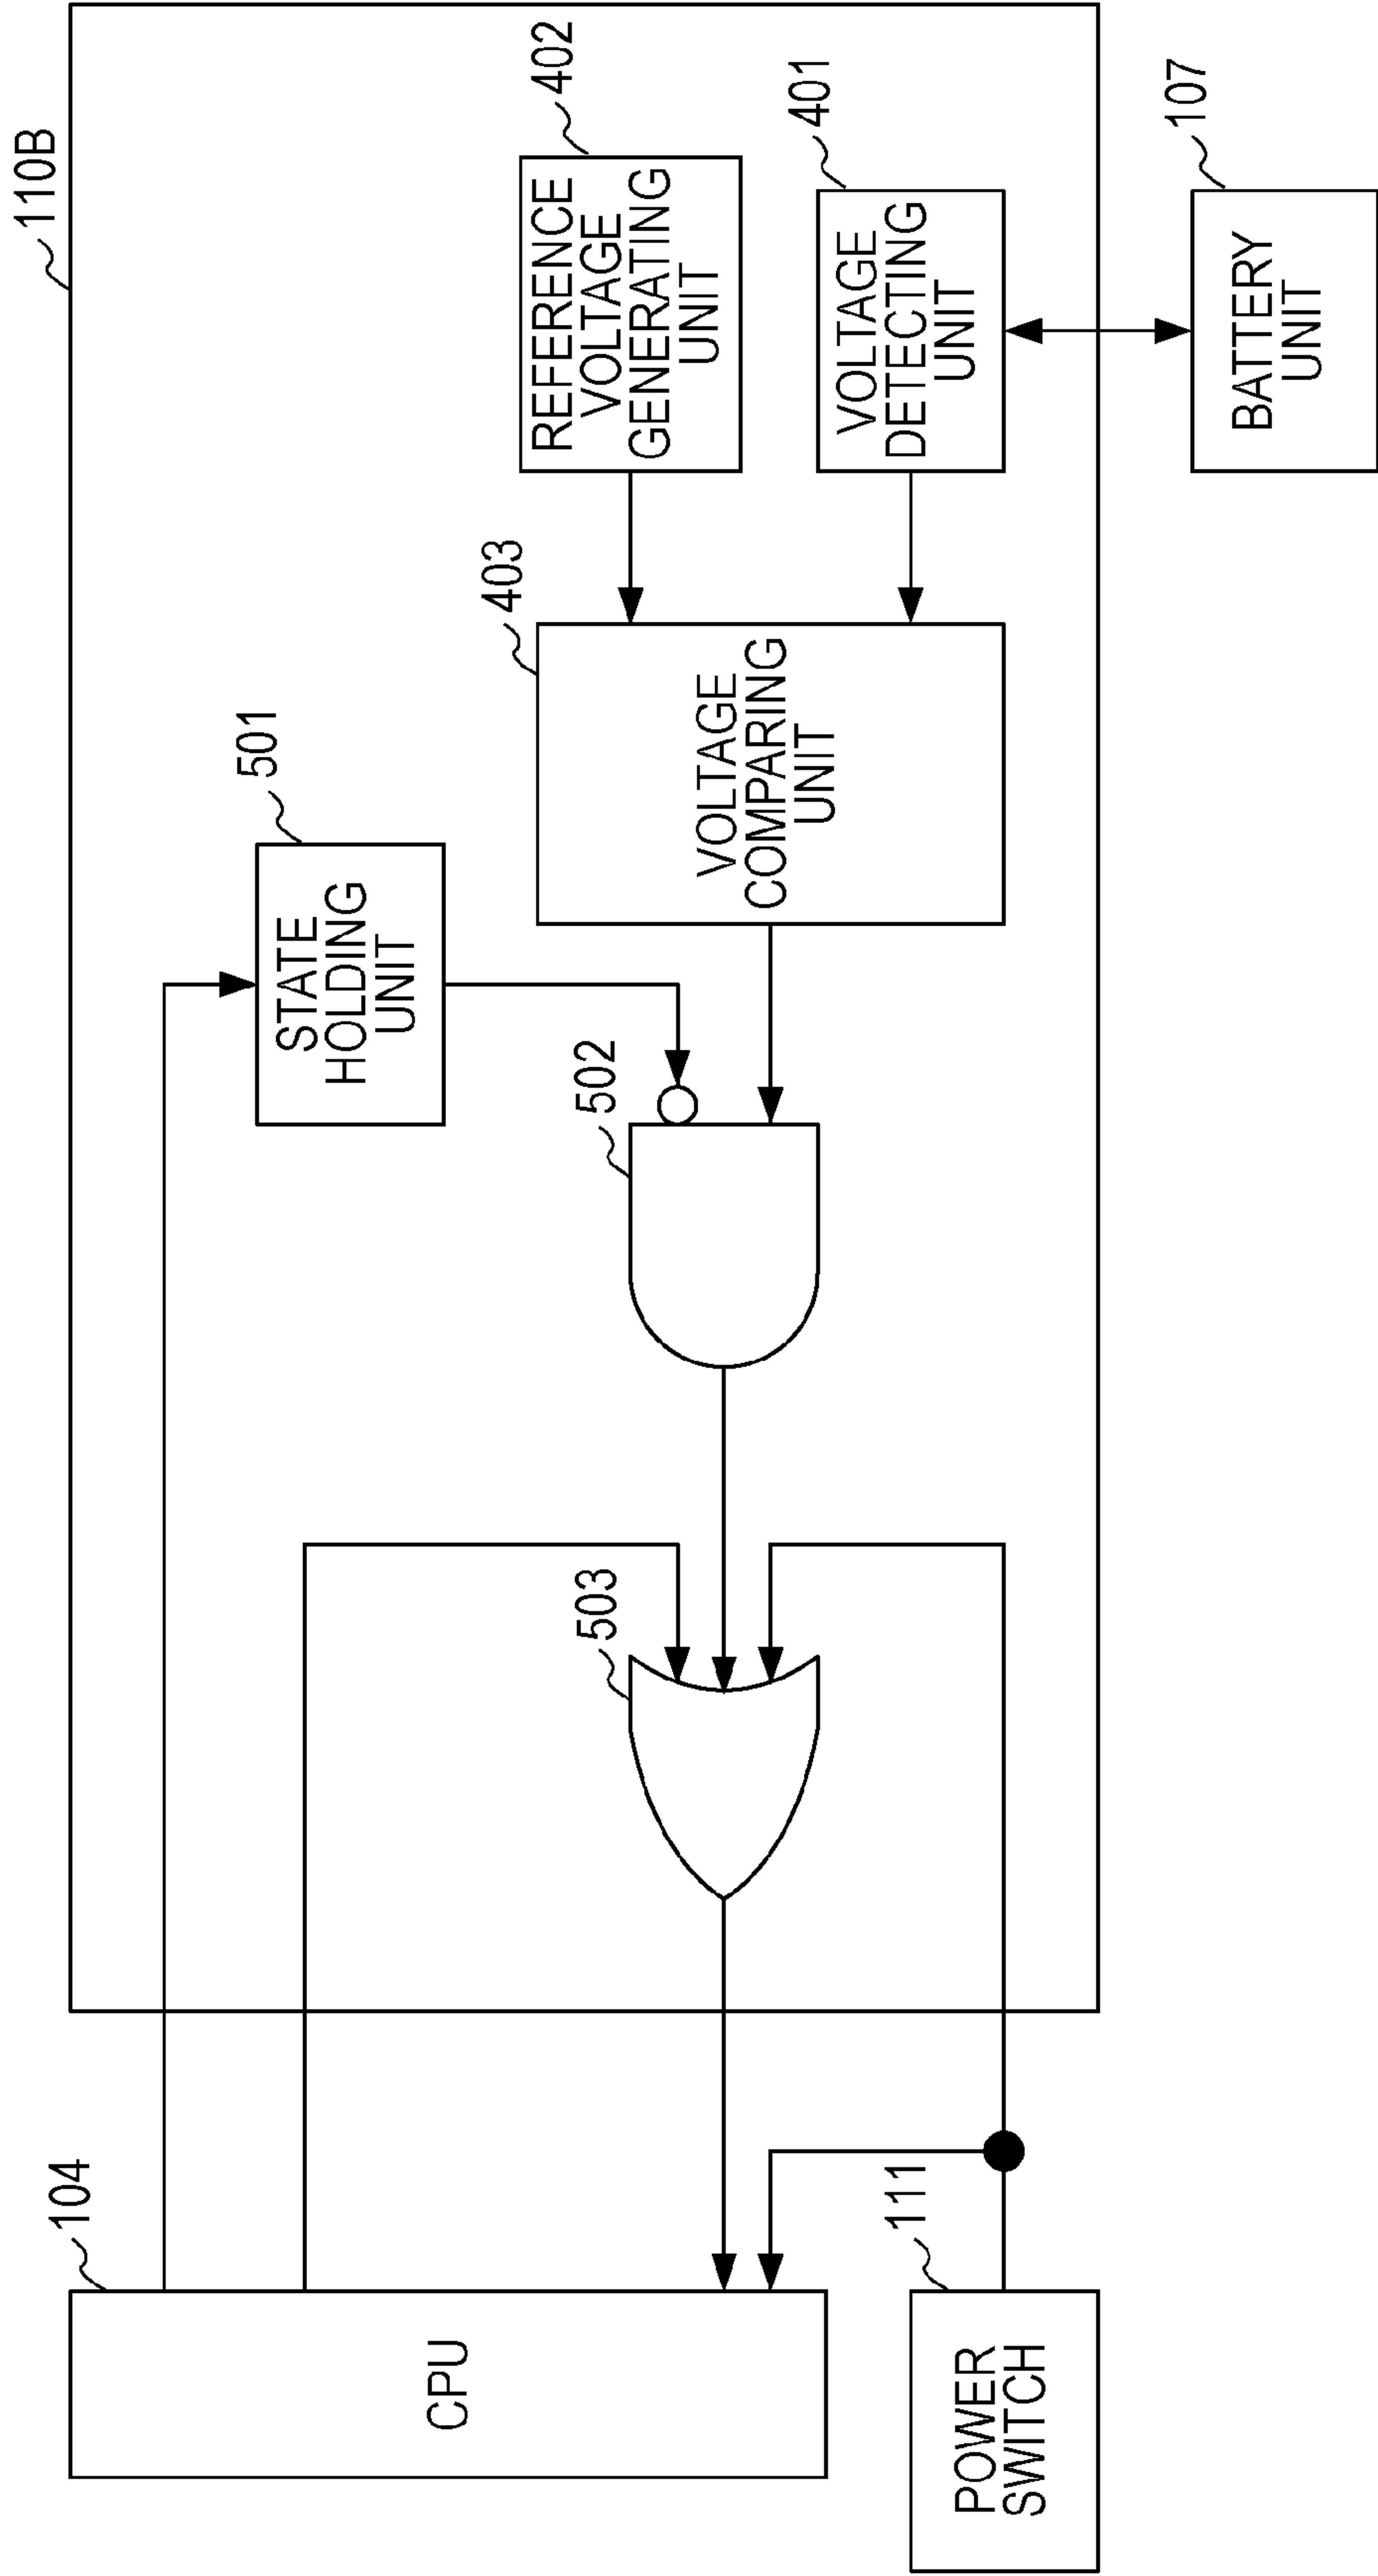 110B
104
CPU
111
POWER
SWITCH
503
502
501
STATE
HOLDING
UNIT
403
VOLTAGE
COMPARING
UNIT
402
REFERENCE
VOLTAGE
GENERATING
UNIT
401
VOLTAGE
DETECTING
UNIT
107
BATTERY
UNIT